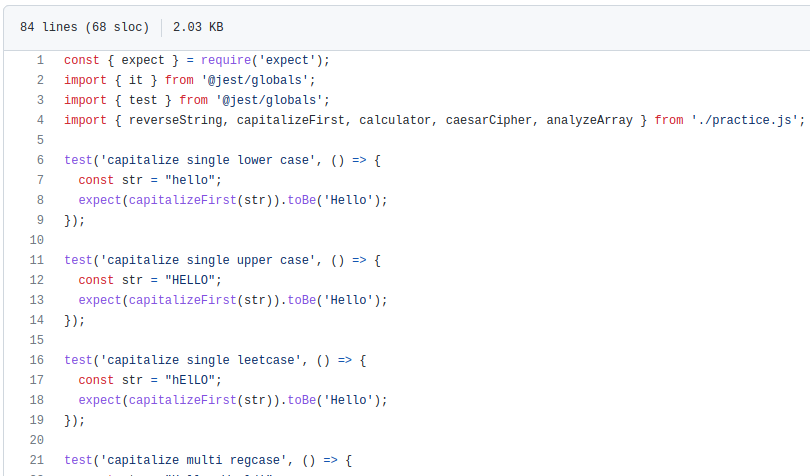 84 lines (68 sloc) 2.03 KB
1 const { expect } = require('expect');
2 import { it } from '@jest/globals';
3 import { test } from '@jest/globals';
4 import { reverseString, capitalizeFirst, calculator, caesarCipher, analyzeArray } from './practice.js';
5
6 test('capitalize single lower case', () => {
7 const str = "hello";
8 expect(capitalizeFirst(str)).toBe('Hello');
9 });
10
11 test('capitalize single upper case', () => {
12 const str = "HELLO";
13 expect(capitalizeFirst(str)).toBe('Hello');
14 });
15
16 test('capitalize single leetcase', () => {
17 const str = "hElLO";
18 expect(capitalizeFirst(str)).toBe('Hello');
19 });
20
21 test('capitalize multi regcase', () => {